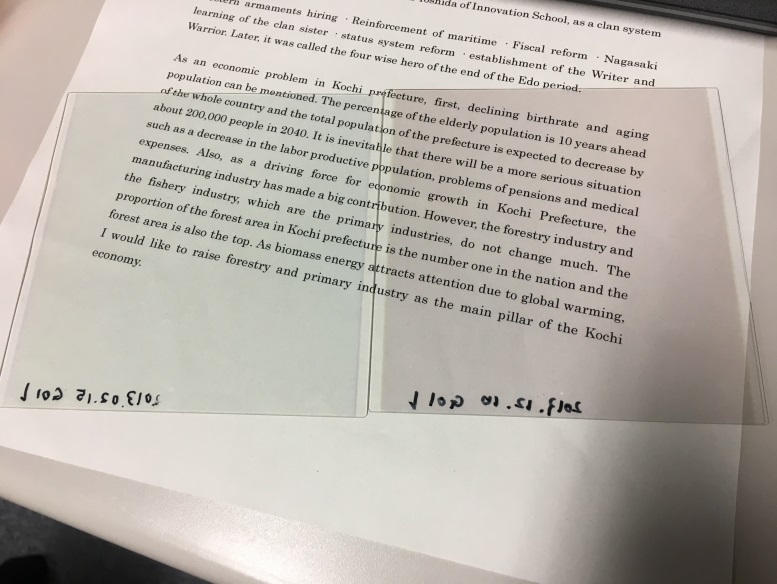 of Innovation School, as a clan system
armaments hiring · Reinforcement of maritime · Fiscal reform · Nagasaki
learning of the clan sister · status system reform · establishment of the Writer and
Warrior. Later, it was called the four wise hero of the end of the Edo period.
As an economic problem in Kochi prefecture, first, declining birthrate and aging
population can be mentioned. The percentage of the elderly population is 10 years ahead
of the whole country and the total population of the prefecture is expected to decrease by
about 200,000 people in 2040. It is inevitable that there will be a more serious situation
such as a decrease in the labor productive population, problems of pensions and medical
expenses. Also, as a driving force for economic growth in Kochi Prefecture, the
manufacturing industry has made a big contribution. However, the forestry industry and
the fishery industry, which are the primary industries, do not change much. The
proportion of the forest area in Kochi prefecture is the number one in the nation and the
forest area is also the top. As biomass energy attracts attention due to global warming,
I would like to raise forestry and primary industry as the main pillar of the Kochi
economy.
2013.02.15
2013.12.10